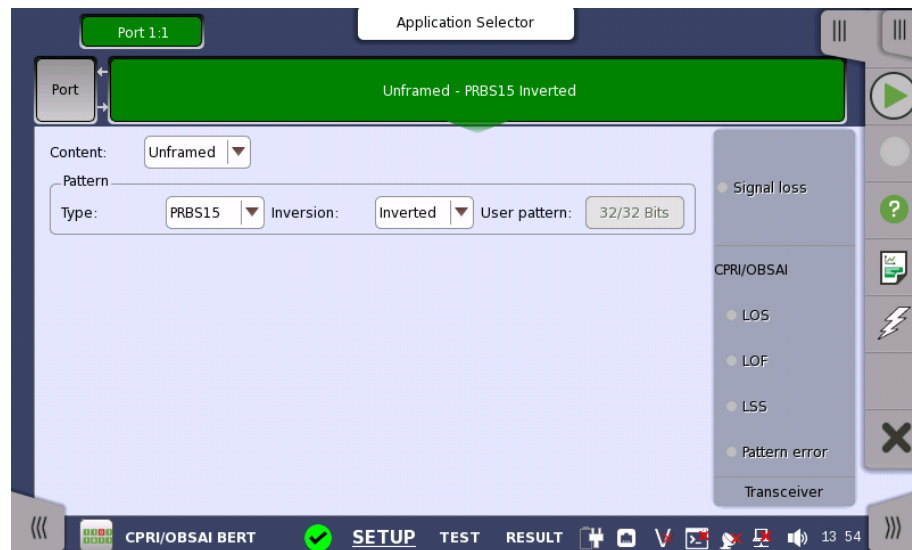 Application Selector
Port 1:1
Port
Unframed - PRBS15 Inverted
Content: Unframed
Pattern
Type: PRBS15 Inversion: Inverted User pattern: 32/32 Bits
Signal loss
CPRI/OBSAI
LOS
LOF
LSS
Pattern error
Transceiver
CPRI/OBSAI BERT SETUP TEST RESULT 13 54